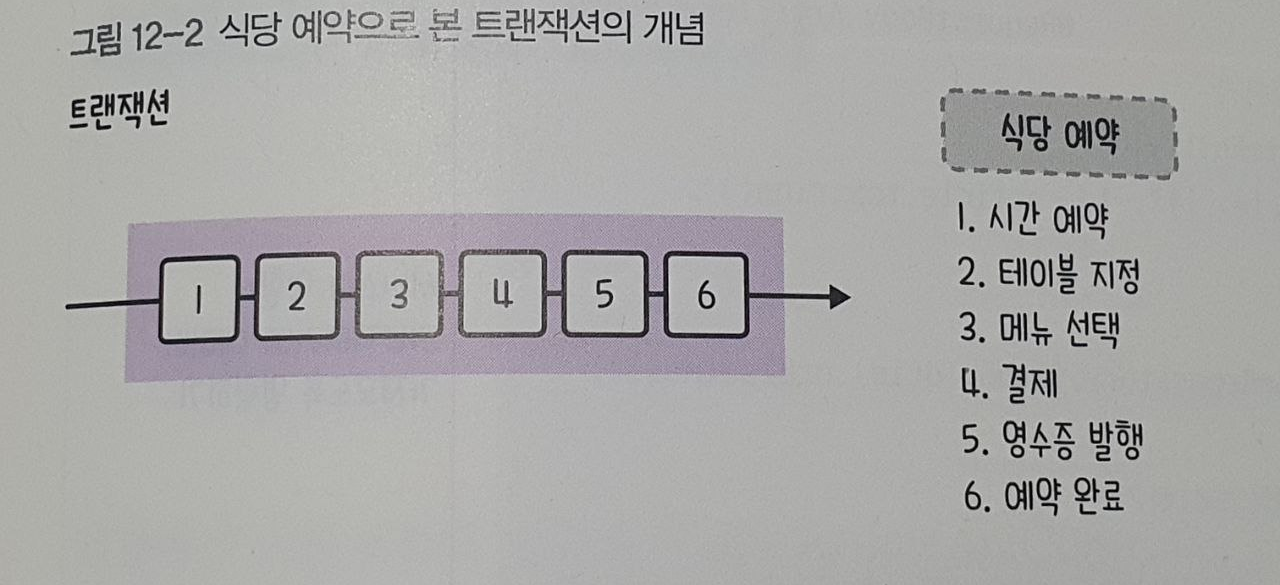 그림 12-2 식당 예약으로 본 트랜잭션의 개념
트랜잭션
1 2 3 4 5 6
식당 예약
1. 시간 예약
2. 테이블 지정
3. 메뉴 선택
4. 결제
5. 영수증 발행
6. 예약 완료